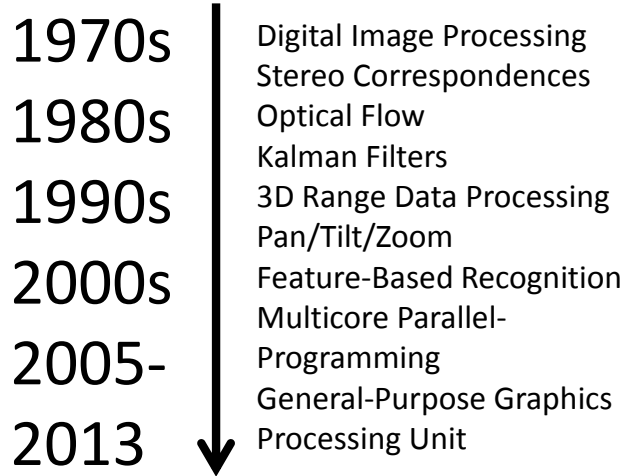 1970s
1980s
1990s
2000s
2005-
2013
Digital Image Processing
Stereo Correspondences
Optical Flow
Kalman Filters
3D Range Data Processing
Pan/Tilt/Zoom
Feature-Based Recognition
Multicore Parallel-
Programming
General-Purpose Graphics
Processing Unit